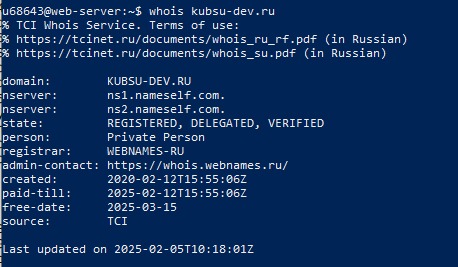 u68643@web-server:~$ whois kubsu-dev.ru
% TCI Whois Service. Terms of use:
% https://tcinet.ru/documents/whois_ru_rf.pdf (in Russian)
% https://tcinet.ru/documents/whois_su.pdf (in Russian)

domain:        KUBSU-DEV.RU
nserver:       ns1.nameself.com.
nserver:       ns2.nameself.com.
state:         REGISTERED, DELEGATED, VERIFIED
person:        Private Person
registrar:     WEBNAMES-RU
admin-contact: https://whois.webnames.ru/
created:       2020-02-12T15:55:06Z
paid-till:     2025-02-12T15:55:06Z
free-date:     2025-03-15
source:        TCI

Last updated on 2025-02-05T10:18:01Z